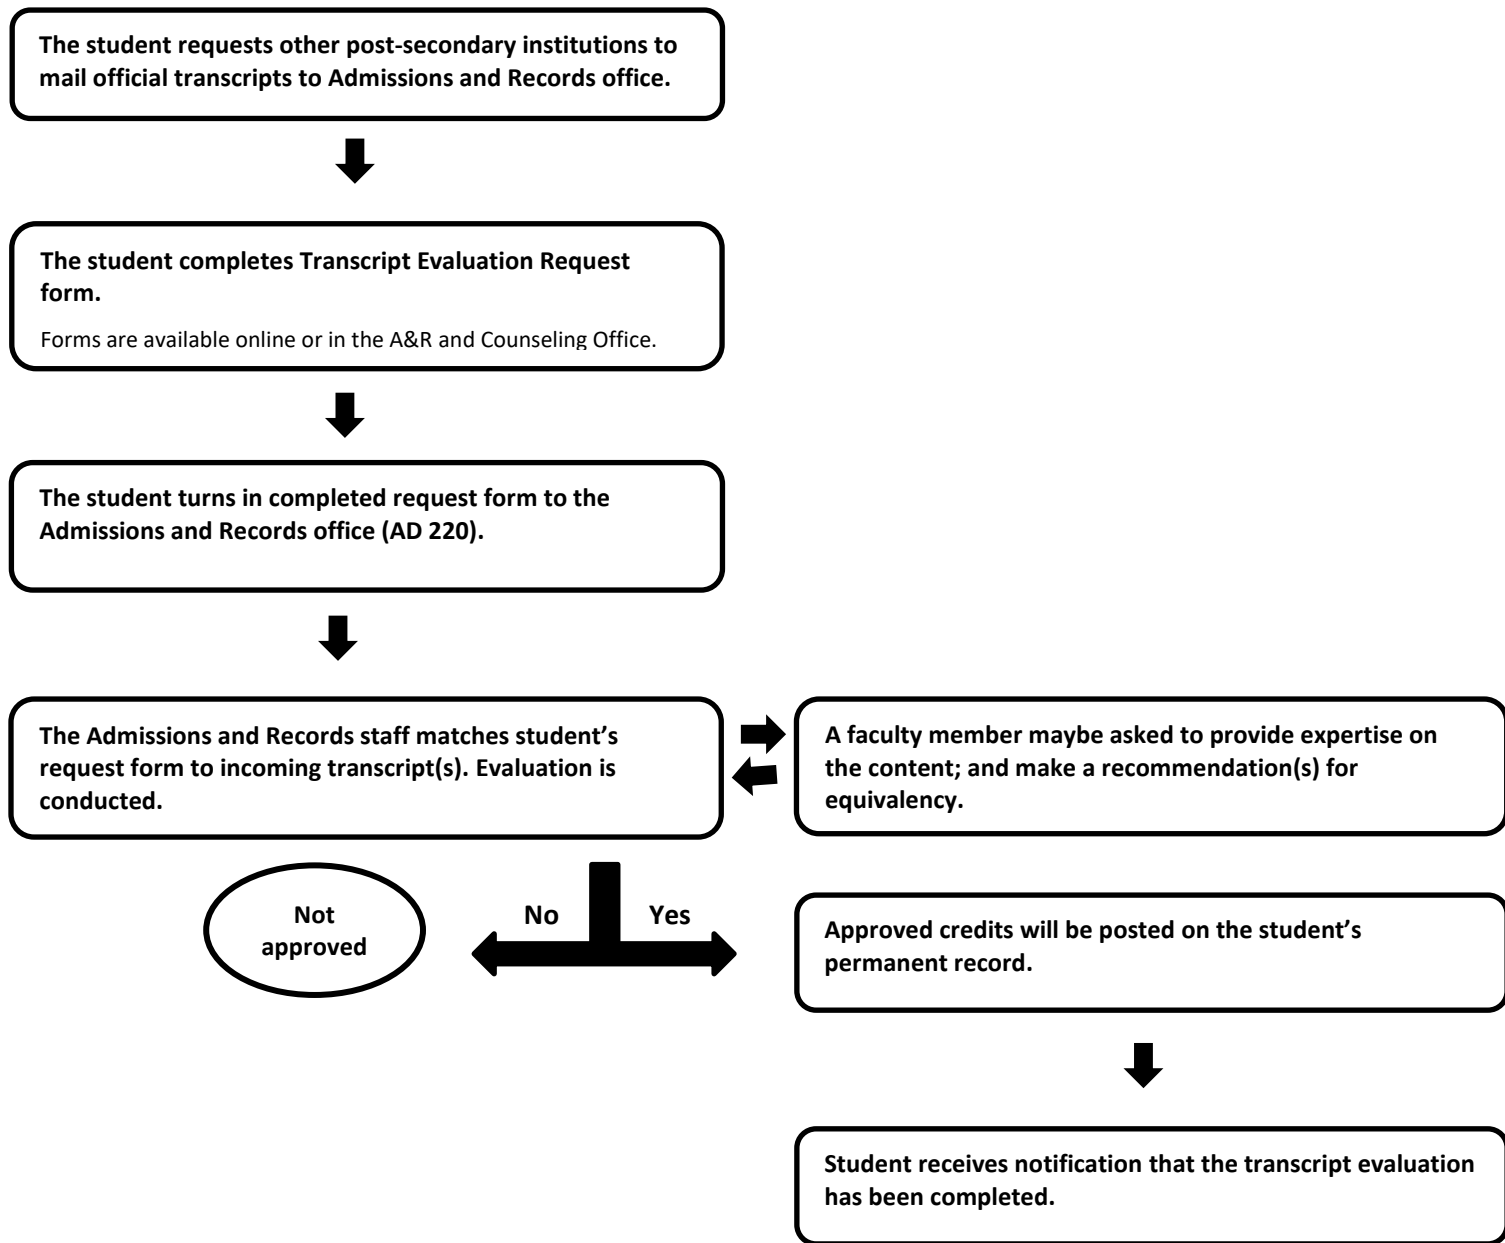 The student requests other post-secondary institutions to
mail official transcripts to Admissions and Records office.
The student completes Transcript Evaluation Request
form.
Forms are available online or in the A&R and Counseling Office.
The student turns in completed request form to the
Admissions and Records office (AD 220).
The Admissions and Records staff matches student’s
request form to incoming transcript(s). Evaluation is
conducted.
A faculty member maybe asked to provide expertise on
the content; and make a recommendation(s) for
equivalency.
Not
approved
No
Yes
Approved credits will be posted on the student’s
permanent record.
Student receives notification that the transcript evaluation
has been completed.